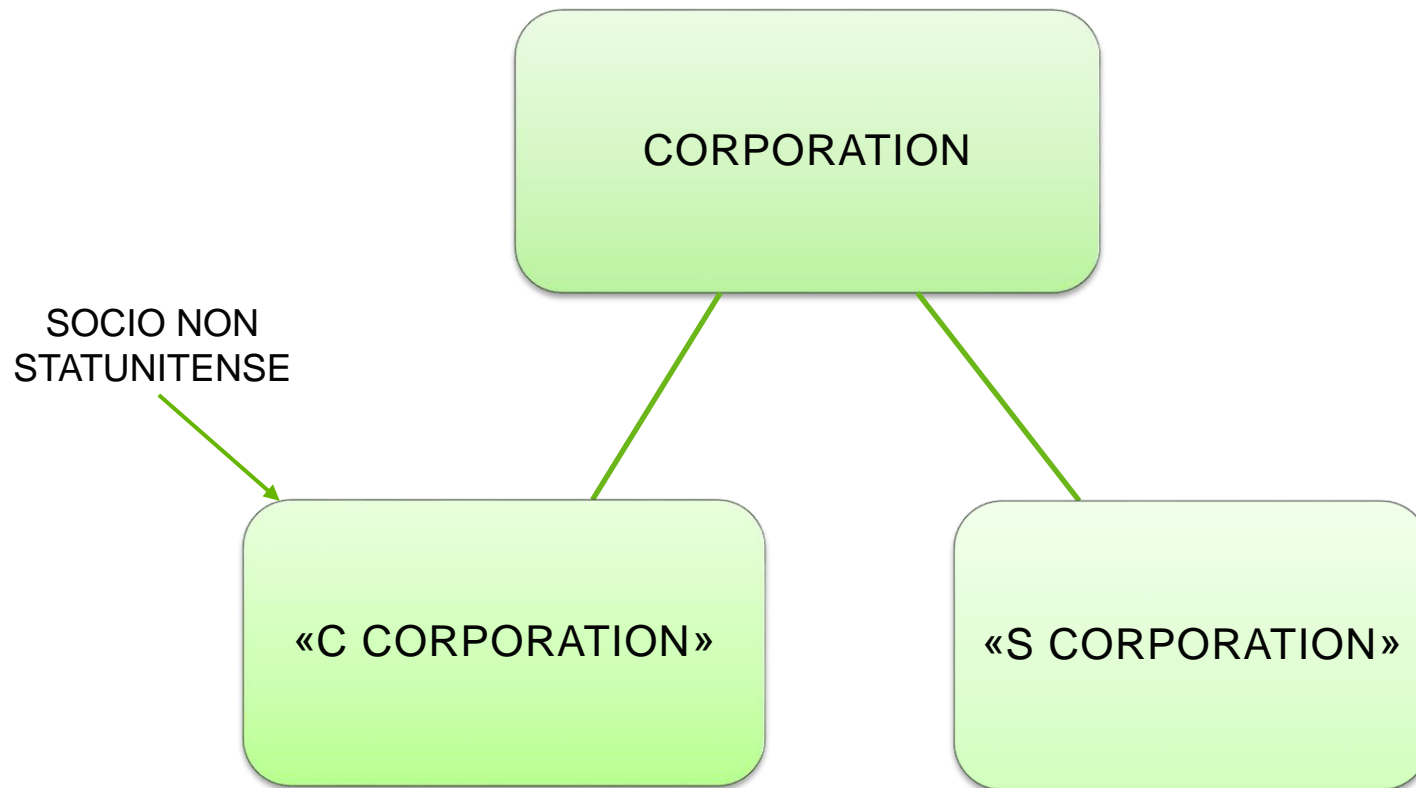 CORPORATION
SOCIO NON
STATUNITENSE
«C CORPORATION»
«S CORPORATION»